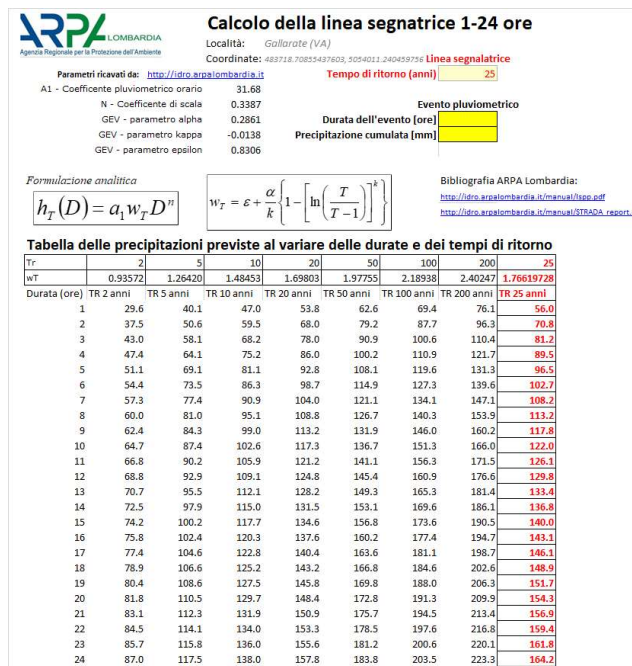 ARPA LOMBARDIA
Agenzia Regionale per la Protezione dell'Ambiente
Calcolo della linea segnatrice 1-24 ore
Località: Gallarate (VA)
Coordinate: 483718.70855437603, 5054011.240459756 Linea segnalatrice
Parametri ricavati da: http://idro.arpalombardia.it
Tempo di ritorno (anni) 25
A1 - Coefficente pluviometrico orario 31.68
N - Coefficente di scala 0.3387
GEV - parametro alpha 0.2861
GEV - parametro kappa -0.0138
GEV - parametro epsilon 0.8306
Evento pluviometrico
Durata dell'evento [ore]
Precipitazione cumulata [mm]
Formulazione analitica
h_T(D) = a_1 w_T D^n
w_T = ε + α/k {1 − [ln(T/(T−1))]^k}
Bibliografia ARPA Lombardia:
http://idro.arpalombardia.it/manual/lspp.pdf
http://idro.arpalombardia.it/manual/STRADA_report.
Tabella delle precipitazioni previste al variare delle durate e dei tempi di ritorno
Tr 2 5 10 20 50 100 200 25
wT 0.93572 1.26420 1.48453 1.69803 1.97755 2.18938 2.40247 1.76619728
Durata (ore) TR 2 anni TR 5 anni TR 10 anni TR 20 anni TR 50 anni TR 100 anni TR 200 anni TR 25 anni
1 29.6 40.1 47.0 53.8 62.6 69.4 76.1 56.0
2 37.5 50.6 59.5 68.0 79.2 87.7 96.3 70.8
3 43.0 58.1 68.2 78.0 90.9 100.6 110.4 81.2
4 47.4 64.1 75.2 86.0 100.2 110.9 121.7 89.5
5 51.1 69.1 81.1 92.8 108.1 119.6 131.3 96.5
6 54.4 73.5 86.3 98.7 114.9 127.3 139.6 102.7
7 57.3 77.4 90.9 104.0 121.1 134.1 147.1 108.2
8 60.0 81.0 95.1 108.8 126.7 140.3 153.9 113.2
9 62.4 84.3 99.0 113.2 131.9 146.0 160.2 117.8
10 64.7 87.4 102.6 117.3 136.7 151.3 166.0 122.0
11 66.8 90.2 105.9 121.2 141.1 156.3 171.5 126.1
12 68.8 92.9 109.1 124.8 145.4 160.9 176.6 129.8
13 70.7 95.5 112.1 128.2 149.3 165.3 181.4 133.4
14 72.5 97.9 115.0 131.5 153.1 169.6 186.1 136.8
15 74.2 100.2 117.7 134.6 156.8 173.6 190.5 140.0
16 75.8 102.4 120.3 137.6 160.2 177.4 194.7 143.1
17 77.4 104.6 122.8 140.4 163.6 181.1 198.7 146.1
18 78.9 106.6 125.2 143.2 166.8 184.6 202.6 148.9
19 80.4 108.6 127.5 145.8 169.8 188.0 206.3 151.7
20 81.8 110.5 129.7 148.4 172.8 191.3 209.9 154.3
21 83.1 112.3 131.9 150.9 175.7 194.5 213.4 156.9
22 84.5 114.1 134.0 153.3 178.5 197.6 216.8 159.4
23 85.7 115.8 136.0 155.6 181.2 200.6 220.1 161.8
24 87.0 117.5 138.0 157.8 183.8 203.5 223.3 164.2